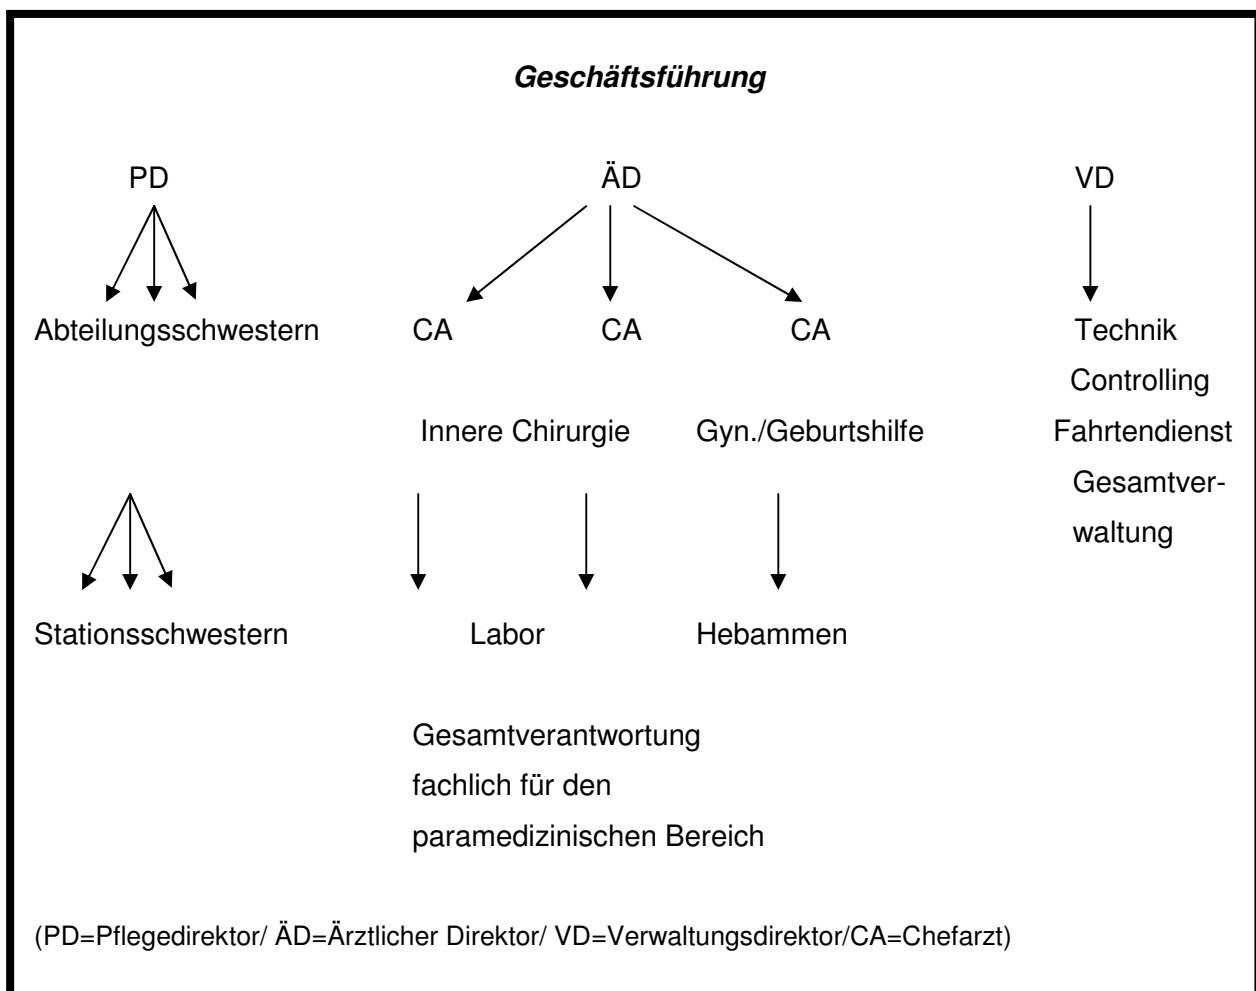 Geschäftsführung
PD ÄD VD
Abteilungsschwestern CA CA CA Technik
Controlling
Innere Chirurgie Gyn./Geburtshilfe Fahrtendienst
Gesamtver-
waltung
Stationsschwestern Labor Hebammen
Gesamtverantwortung
fachlich für den
paramedizinischen Bereich
(PD=Pflegedirektor/ ÄD=Ärztlicher Direktor/ VD=Verwaltungsdirektor/CA=Chefarzt)